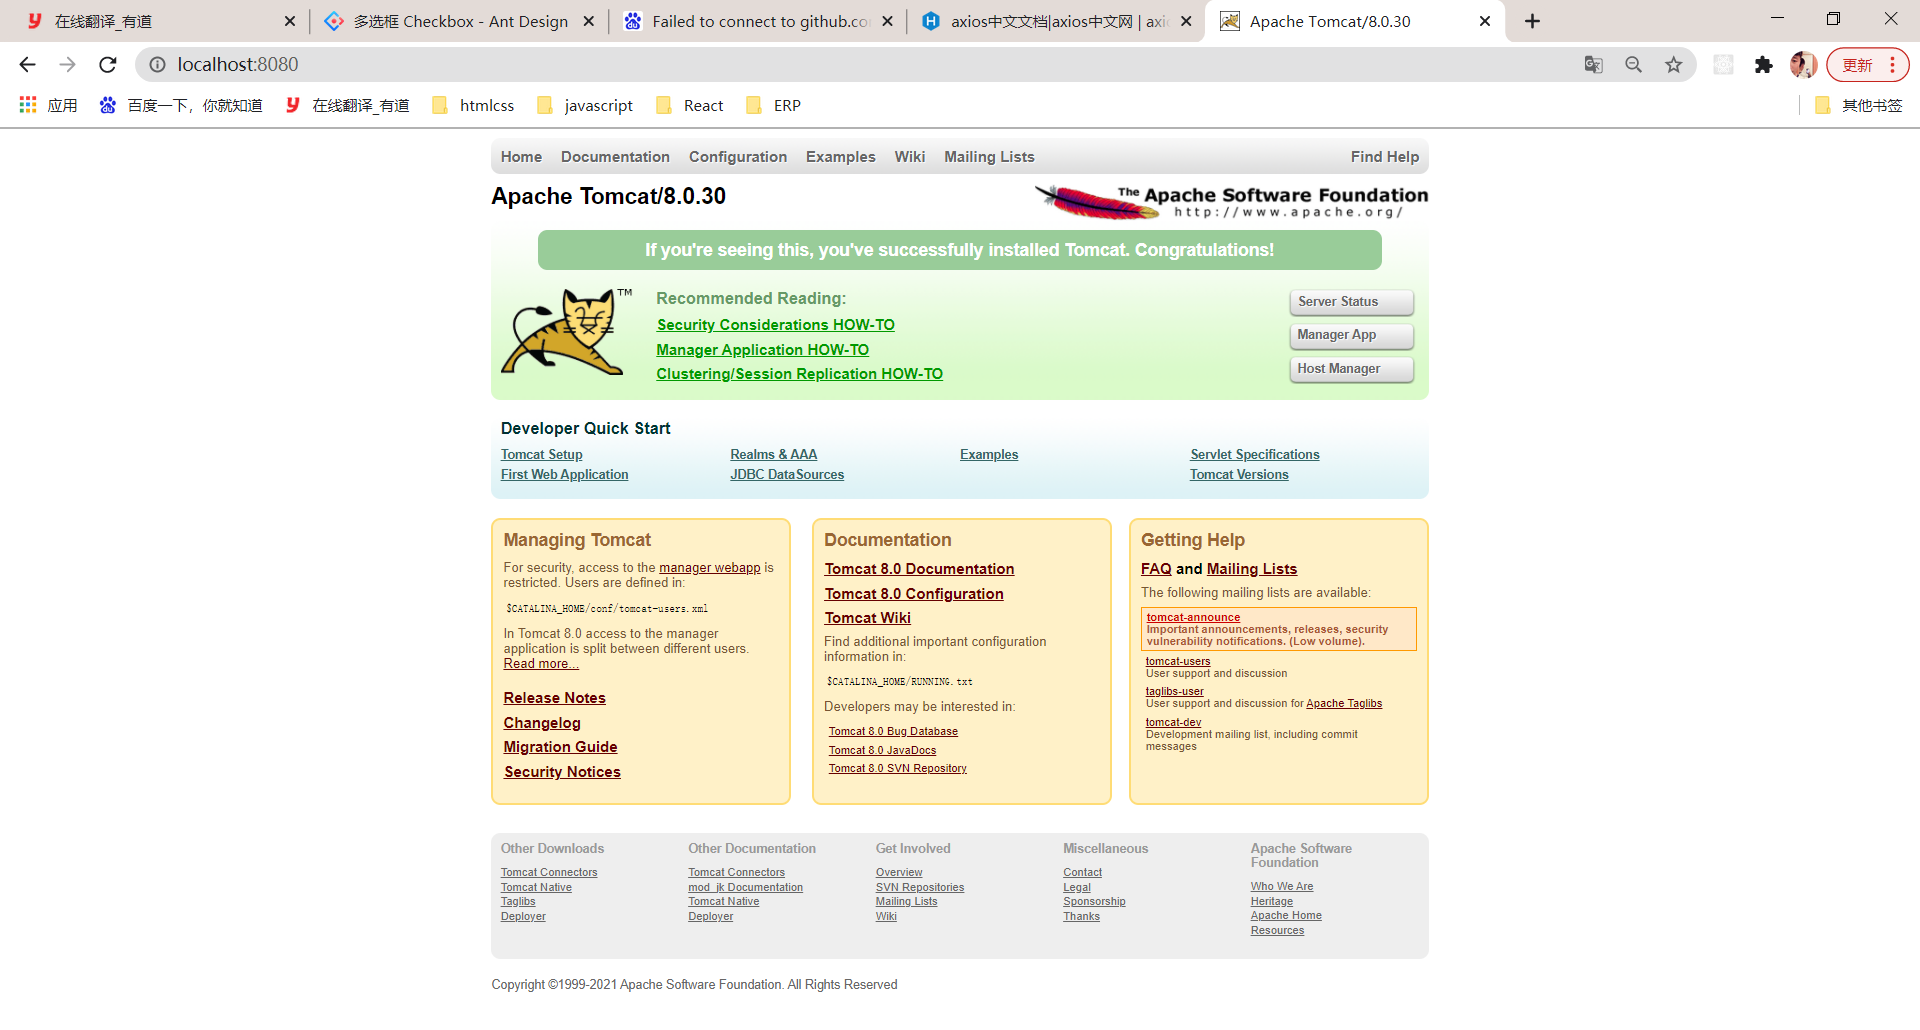 在线翻译_有道
多选框 Checkbox - Ant Design
Failed to connect to github.co
axios中文文档|axios中文网 | axi
Apache Tomcat/8.0.30
localhost:8080
更新
应用
百度一下，你就知道
在线翻译_有道
htmlcss
javascript
React
ERP
其他书签
Home Documentation Configuration Examples Wiki Mailing Lists Find Help
Apache Tomcat/8.0.30
The Apache Software Foundation
http://www.apache.org/
If you're seeing this, you've successfully installed Tomcat. Congratulations!
TM
Recommended Reading:
Security Considerations HOW-TO
Manager Application HOW-TO
Clustering/Session Replication HOW-TO
Server Status
Manager App
Host Manager
Developer Quick Start
Tomcat Setup
First Web Application
Realms & AAA
JDBC DataSources
Examples
Servlet Specifications
Tomcat Versions
Managing Tomcat
For security, access to the manager webapp is
restricted. Users are defined in:
$CATALINA_HOME/conf/tomcat-users.xml
In Tomcat 8.0 access to the manager
application is split between different users.
Read more...
Release Notes
Changelog
Migration Guide
Security Notices
Documentation
Tomcat 8.0 Documentation
Tomcat 8.0 Configuration
Tomcat Wiki
Find additional important configuration
information in:
$CATALINA_HOME/RUNNING.txt
Developers may be interested in:
Tomcat 8.0 Bug Database
Tomcat 8.0 JavaDocs
Tomcat 8.0 SVN Repository
Getting Help
FAQ and Mailing Lists
The following mailing lists are available:
tomcat-announce
Important announcements, releases, security
vulnerability notifications. (Low volume).
tomcat-users
User support and discussion
taglibs-user
User support and discussion for Apache Taglibs
tomcat-dev
Development mailing list, including commit
messages
Other Downloads
Tomcat Connectors
Tomcat Native
Taglibs
Deployer
Other Documentation
Tomcat Connectors
mod_jk Documentation
Tomcat Native
Deployer
Get Involved
Overview
SVN Repositories
Mailing Lists
Wiki
Miscellaneous
Contact
Legal
Sponsorship
Thanks
Apache Software
Foundation
Who We Are
Heritage
Apache Home
Resources
Copyright ©1999-2021 Apache Software Foundation. All Rights Reserved